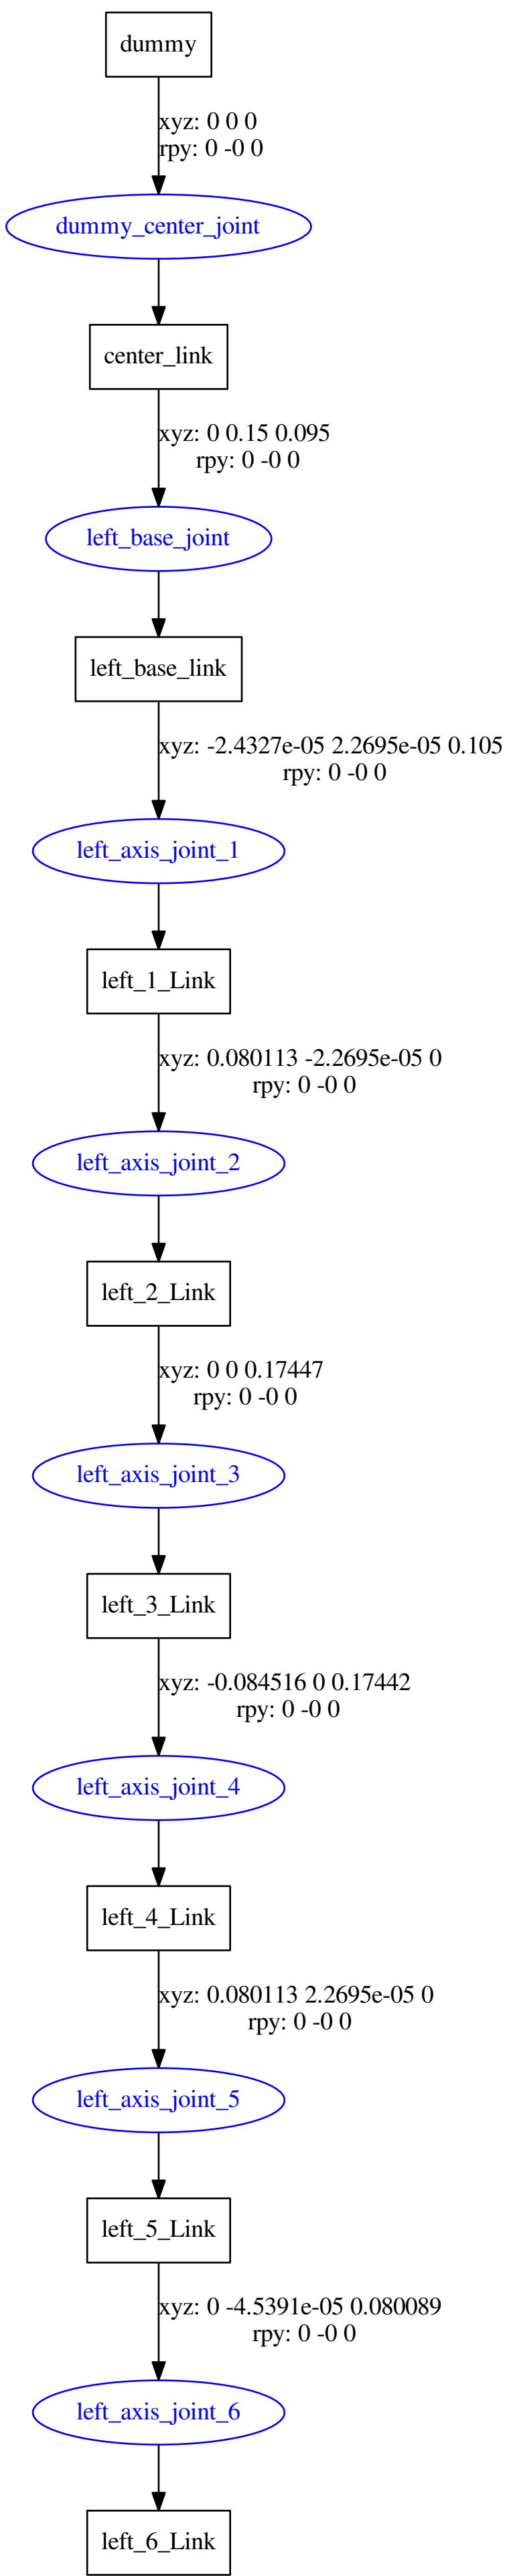 dummy
xyz: 0 0 0
rpy: 0 -0 0
dummy_center_joint
center_link
xyz: 0 0.15 0.095
rpy: 0 -0 0
left_base_joint
left_base_link
xyz: -2.4327e-05 2.2695e-05 0.105
rpy: 0 -0 0
left_axis_joint_1
left_1_Link
xyz: 0.080113 -2.2695e-05 0
rpy: 0 -0 0
left_axis_joint_2
left_2_Link
xyz: 0 0 0.17447
rpy: 0 -0 0
left_axis_joint_3
left_3_Link
xyz: -0.084516 0 0.17442
rpy: 0 -0 0
left_axis_joint_4
left_4_Link
xyz: 0.080113 2.2695e-05 0
rpy: 0 -0 0
left_axis_joint_5
left_5_Link
xyz: 0 -4.5391e-05 0.080089
rpy: 0 -0 0
left_axis_joint_6
left_6_Link